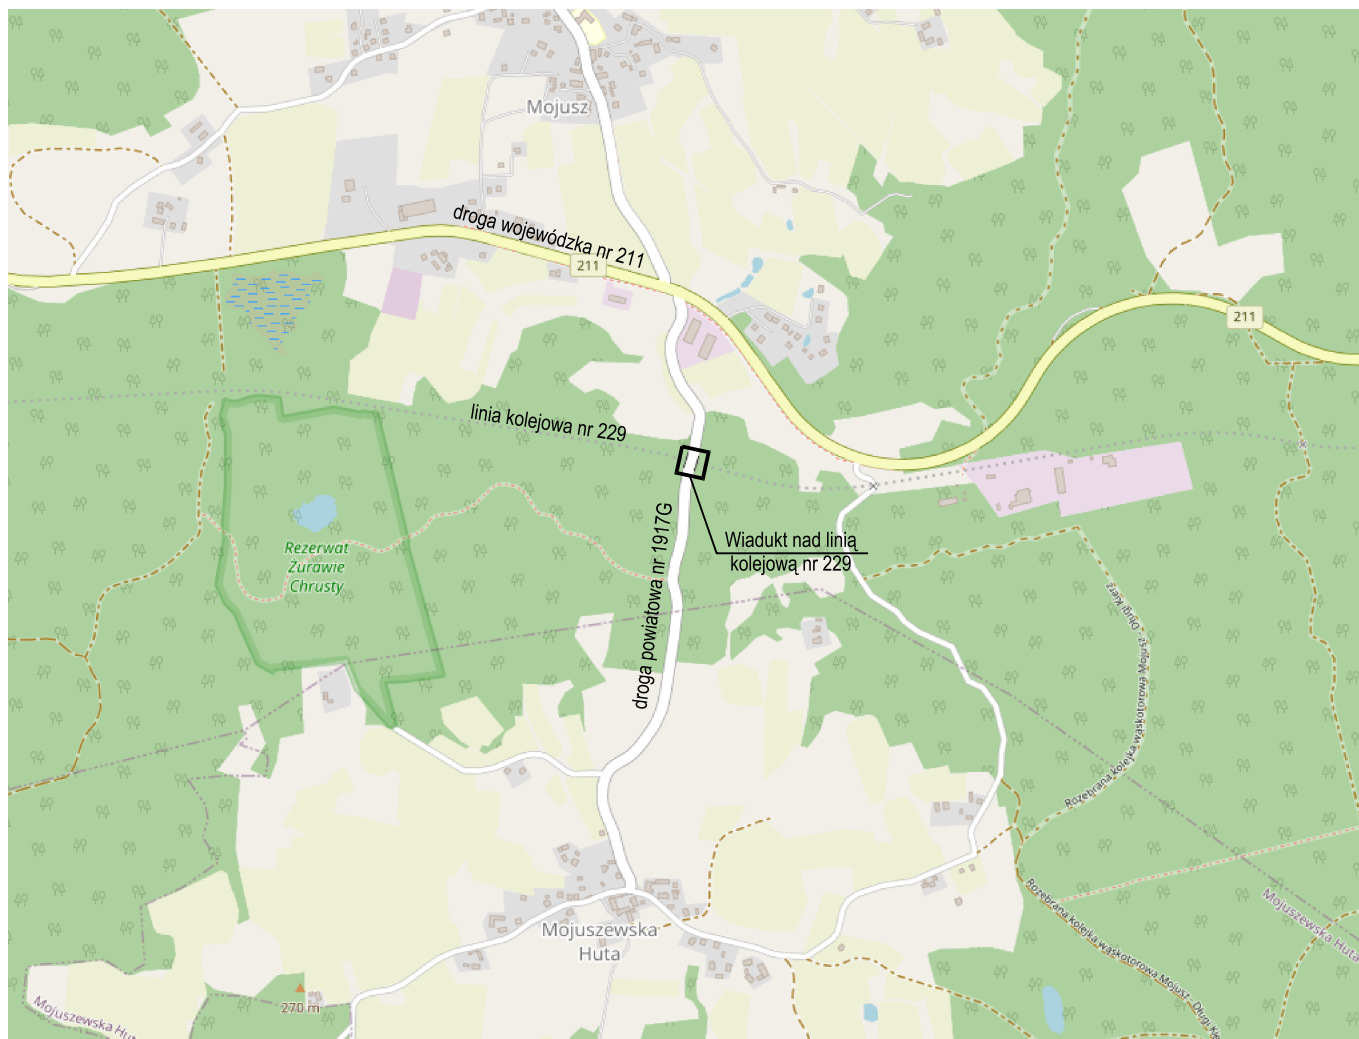 Mojusz
droga wojewódzka nr 211
211
211
linia kolejowa nr 229
Wiadukt nad linią
kolejową nr 229
droga powiatowa nr 1917G
Rezerwat
Żurawie
Chrusty
Rozebrana kolejka wąskotorowa Mojusz - Długi Kierz
Rozebrana kolejka wąskotorowa Mojusz - Długi Kie
Mojuszewska Huta
Mojuszewska
Huta
270 m
Mojuszewska Hut